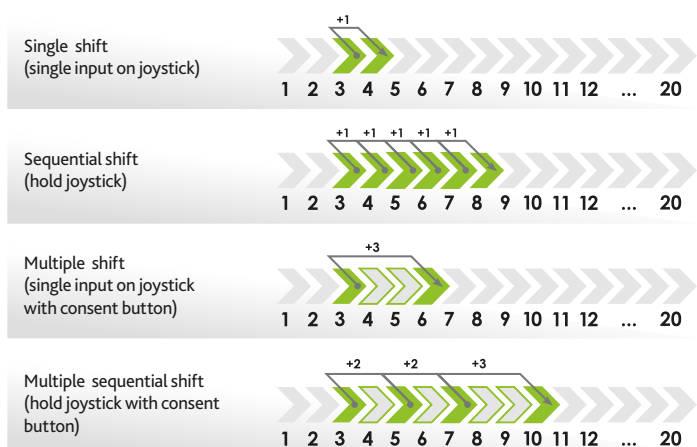 +1
Single shift
(single input on joystick)
1 2 3 4 5 6 7 8 9 10 11 12 ... 20
+1 +1 +1 +1 +1
Sequential shift
(hold joystick)
1 2 3 4 5 6 7 8 9 10 11 12 ... 20
+3
Multiple shift
(single input on joystick
with consent button)
1 2 3 4 5 6 7 8 9 10 11 12 ... 20
+2 +2 +3
Multiple sequential shift
(hold joystick with consent
button)
1 2 3 4 5 6 7 8 9 10 11 12 ... 20